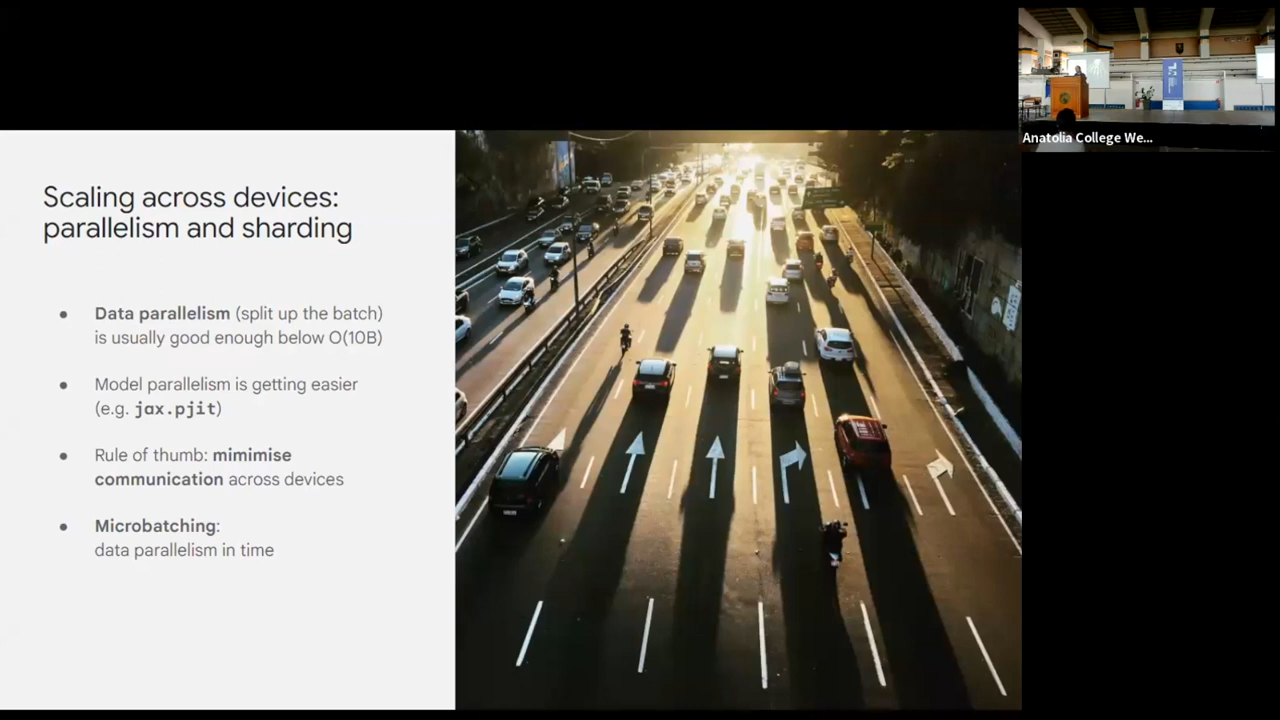 Scaling across devices:
parallelism and sharding
● Data parallelism (split up the batch)
is usually good enough below O(10B)
● Model parallelism is getting easier
(e.g. jax.pjit)
● Rule of thumb: mimimise
communication across devices
● Microbatching:
data parallelism in time
Anatolia College We...